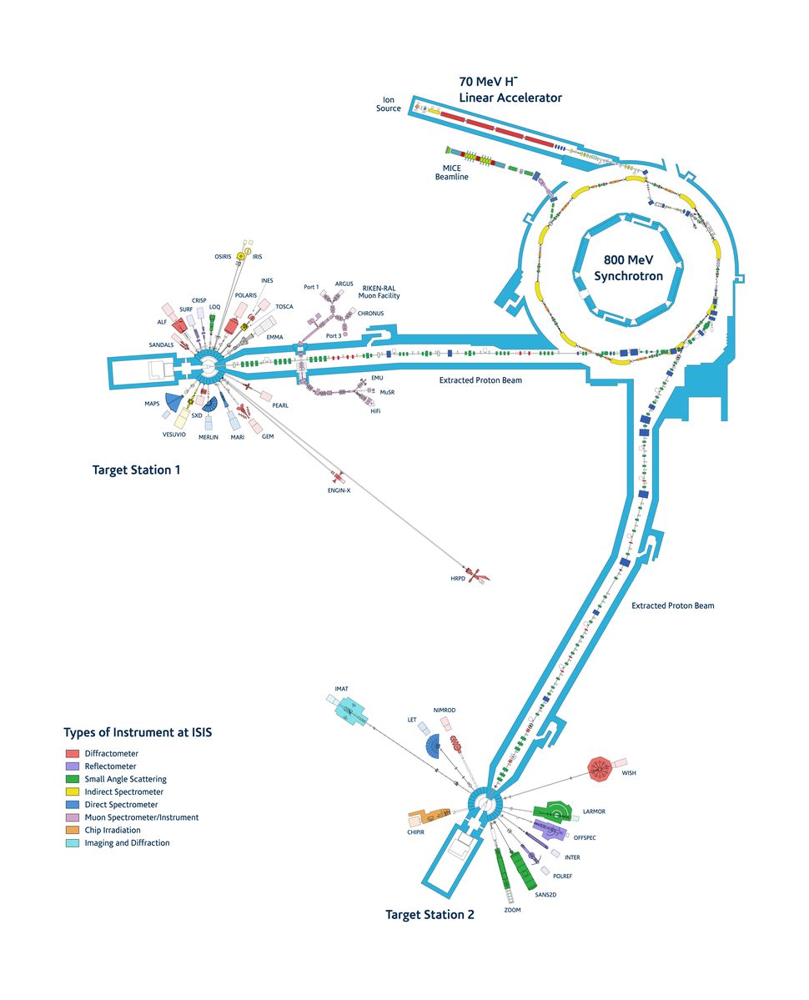 70 MeV H⁻
Linear Accelerator
Ion
Source
MICE
Beamline
800 MeV
Synchrotron
OSIRIS
IRIS
INES
POLARIS
TOSCA
CRISP
LOQ
SURF
ALF
EMMA
SANDALS
Port 1
ARGUS
RIKEN-RAL
Muon Facility
CHRONUS
Port 3
Extracted Proton Beam
EMU
MuSR
HiFi
PEARL
MAPS
SXD
VESUVIO
MERLIN
MARI
GEM
Target Station 1
ENGIN-X
HRPD
Extracted Proton Beam
IMAT
NIMROD
LET
WISH
LARMOR
OFFSPEC
CHIPIR
INTER
POLREF
SANS2D
ZOOM
Target Station 2
Types of Instrument at ISIS
Diffractometer
Reflectometer
Small Angle Scattering
Indirect Spectrometer
Direct Spectrometer
Muon Spectrometer/Instrument
Chip Irradiation
Imaging and Diffraction